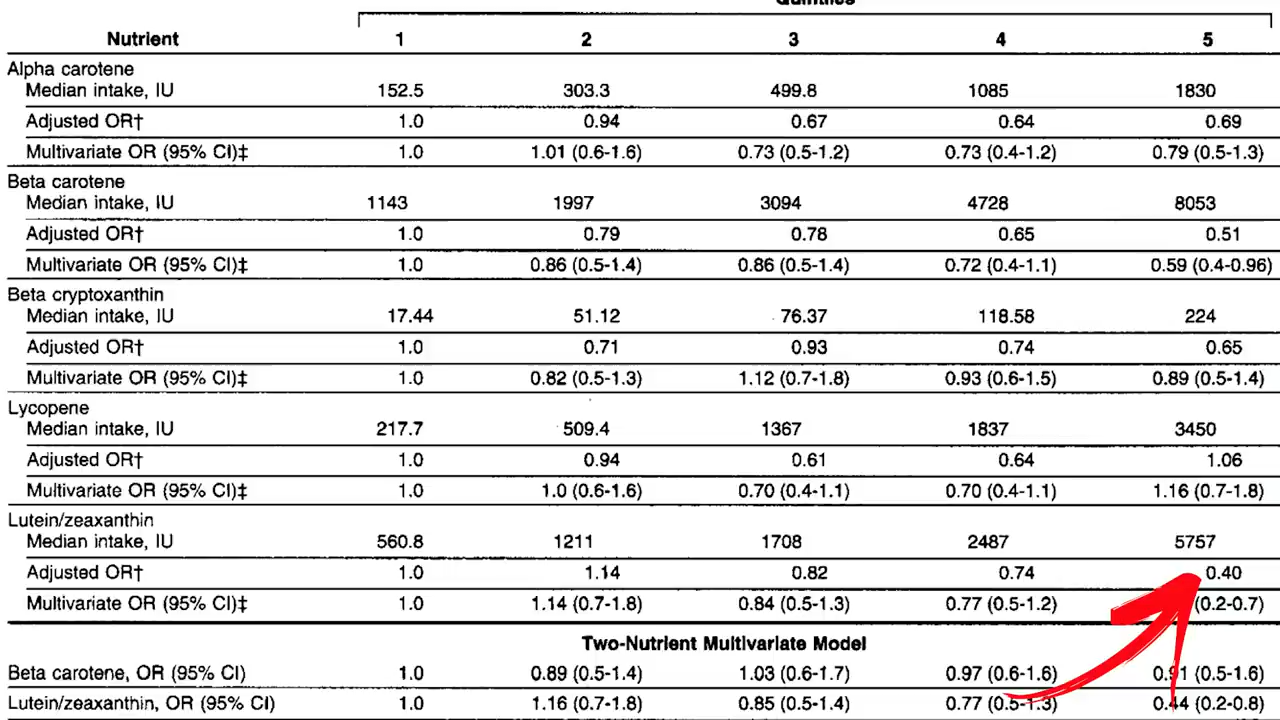 Quintiles
Nutrient 1 2 3 4 5
Alpha carotene
Median intake, IU 152.5 303.3 499.8 1085 1830
Adjusted OR† 1.0 0.94 0.67 0.64 0.69
Multivariate OR (95% CI)‡ 1.0 1.01 (0.6-1.6) 0.73 (0.5-1.2) 0.73 (0.4-1.2) 0.79 (0.5-1.3)
Beta carotene
Median intake, IU 1143 1997 3094 4728 8053
Adjusted OR† 1.0 0.79 0.78 0.65 0.51
Multivariate OR (95% CI)‡ 1.0 0.86 (0.5-1.4) 0.86 (0.5-1.4) 0.72 (0.4-1.1) 0.59 (0.4-0.96)
Beta cryptoxanthin
Median intake, IU 17.44 51.12 76.37 118.58 224
Adjusted OR† 1.0 0.71 0.93 0.74 0.65
Multivariate OR (95% CI)‡ 1.0 0.82 (0.5-1.3) 1.12 (0.7-1.8) 0.93 (0.6-1.5) 0.89 (0.5-1.4)
Lycopene
Median intake, IU 217.7 509.4 1367 1837 3450
Adjusted OR† 1.0 0.94 0.61 0.64 1.06
Multivariate OR (95% CI)‡ 1.0 1.0 (0.6-1.6) 0.70 (0.4-1.1) 0.70 (0.4-1.1) 1.16 (0.7-1.8)
Lutein/zeaxanthin
Median intake, IU 560.8 1211 1708 2487 5757
Adjusted OR† 1.0 1.14 0.82 0.74 0.40
Multivariate OR (95% CI)‡ 1.0 1.14 (0.7-1.8) 0.84 (0.5-1.3) 0.77 (0.5-1.2) (0.2-0.7)
Two-Nutrient Multivariate Model
Beta carotene, OR (95% CI) 1.0 0.89 (0.5-1.4) 1.03 (0.6-1.7) 0.97 (0.6-1.6) 0.91 (0.5-1.6)
Lutein/zeaxanthin, OR (95% CI) 1.0 1.16 (0.7-1.8) 0.85 (0.5-1.4) 0.77 (0.5-1.3) 0.44 (0.2-0.8)